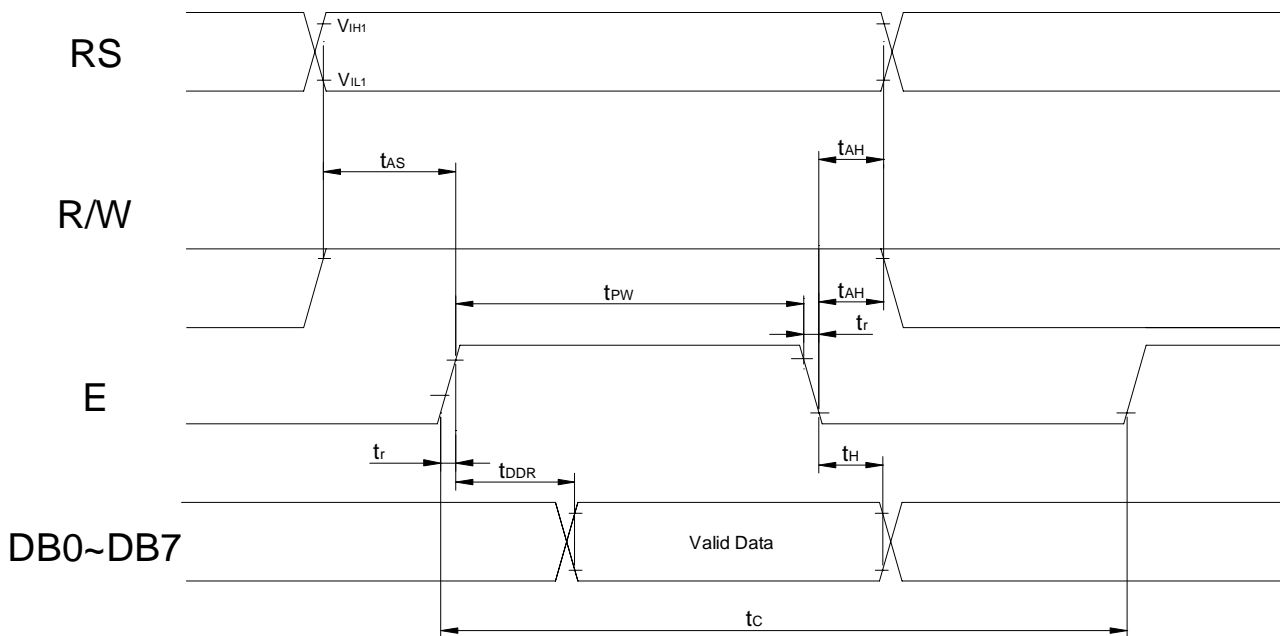 RS
VIH1
VIL1
tAS
tAH
R/W
tPW
tAH
tr
E
tr
tDDR
tH
DB0~DB7
Valid Data
tC